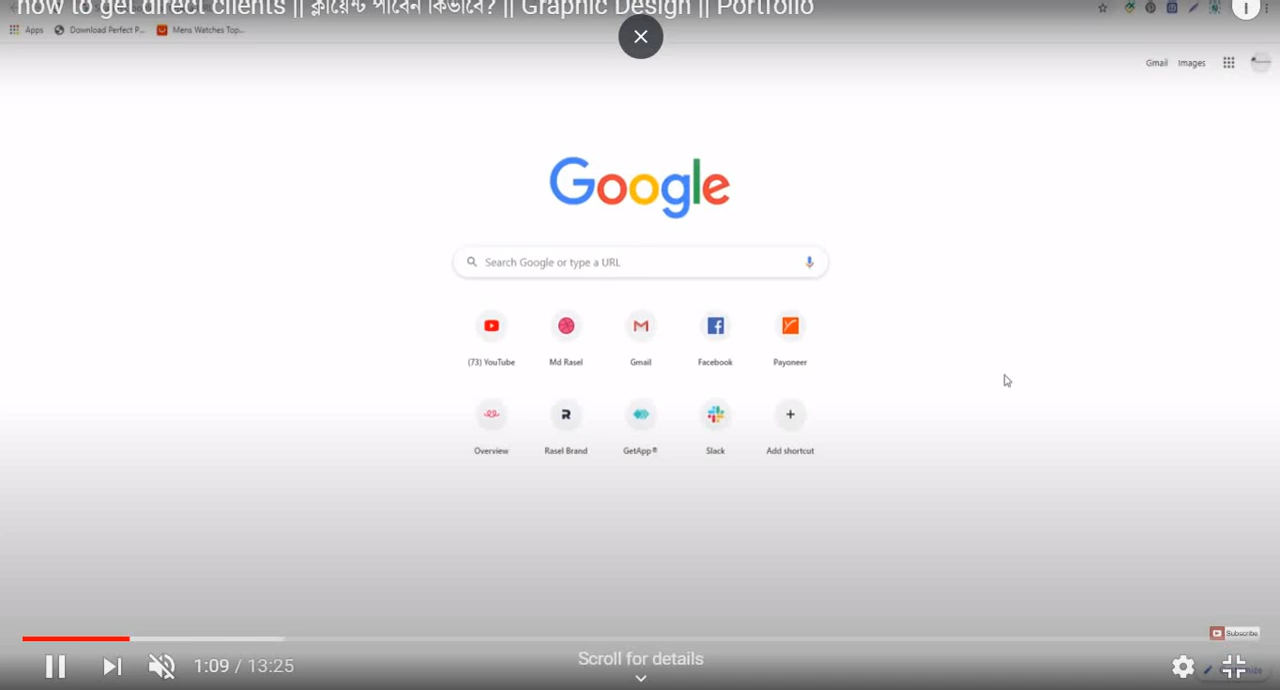 how to get direct clients || ক্লায়েন্ট পাবেন কিভাবে? || Graphic Design || Portfolio
Apps Download Perfect P... Mens Watches Top...
Gmail Images
Google
Search Google or type a URL
(73) YouTube Md Rasel Gmail Facebook Payoneer
Overview Rasel Brand GetApp® Slack Add shortcut
Subscribe
1:09 / 13:25 Scroll for details